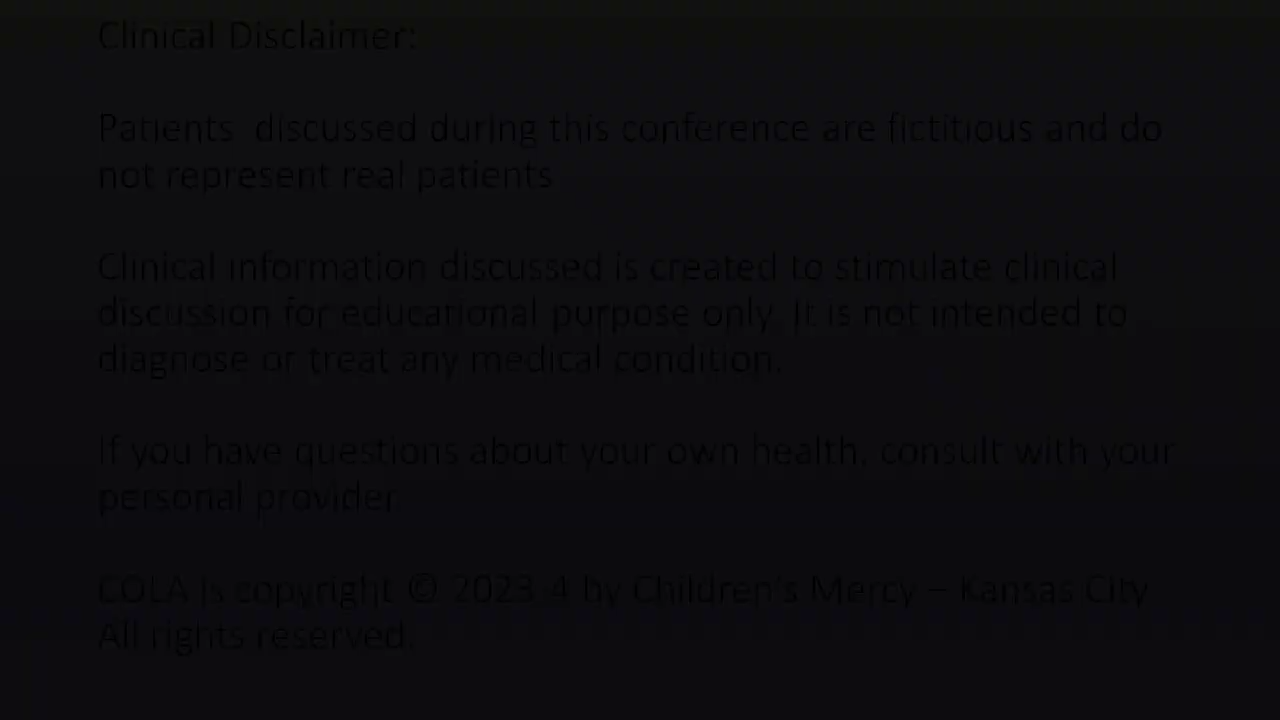 Clinical Disclaimer:
Patients discussed during this conference are fictitious and do
not represent real patients
Clinical information discussed is created to stimulate clinical
discussion for educational purpose only. It is not intended to
diagnose or treat any medical condition.
If you have questions about your own health, consult with your
personal provider
COLA is copyright © 2023-4 by Children's Mercy – Kansas City
All rights reserved.